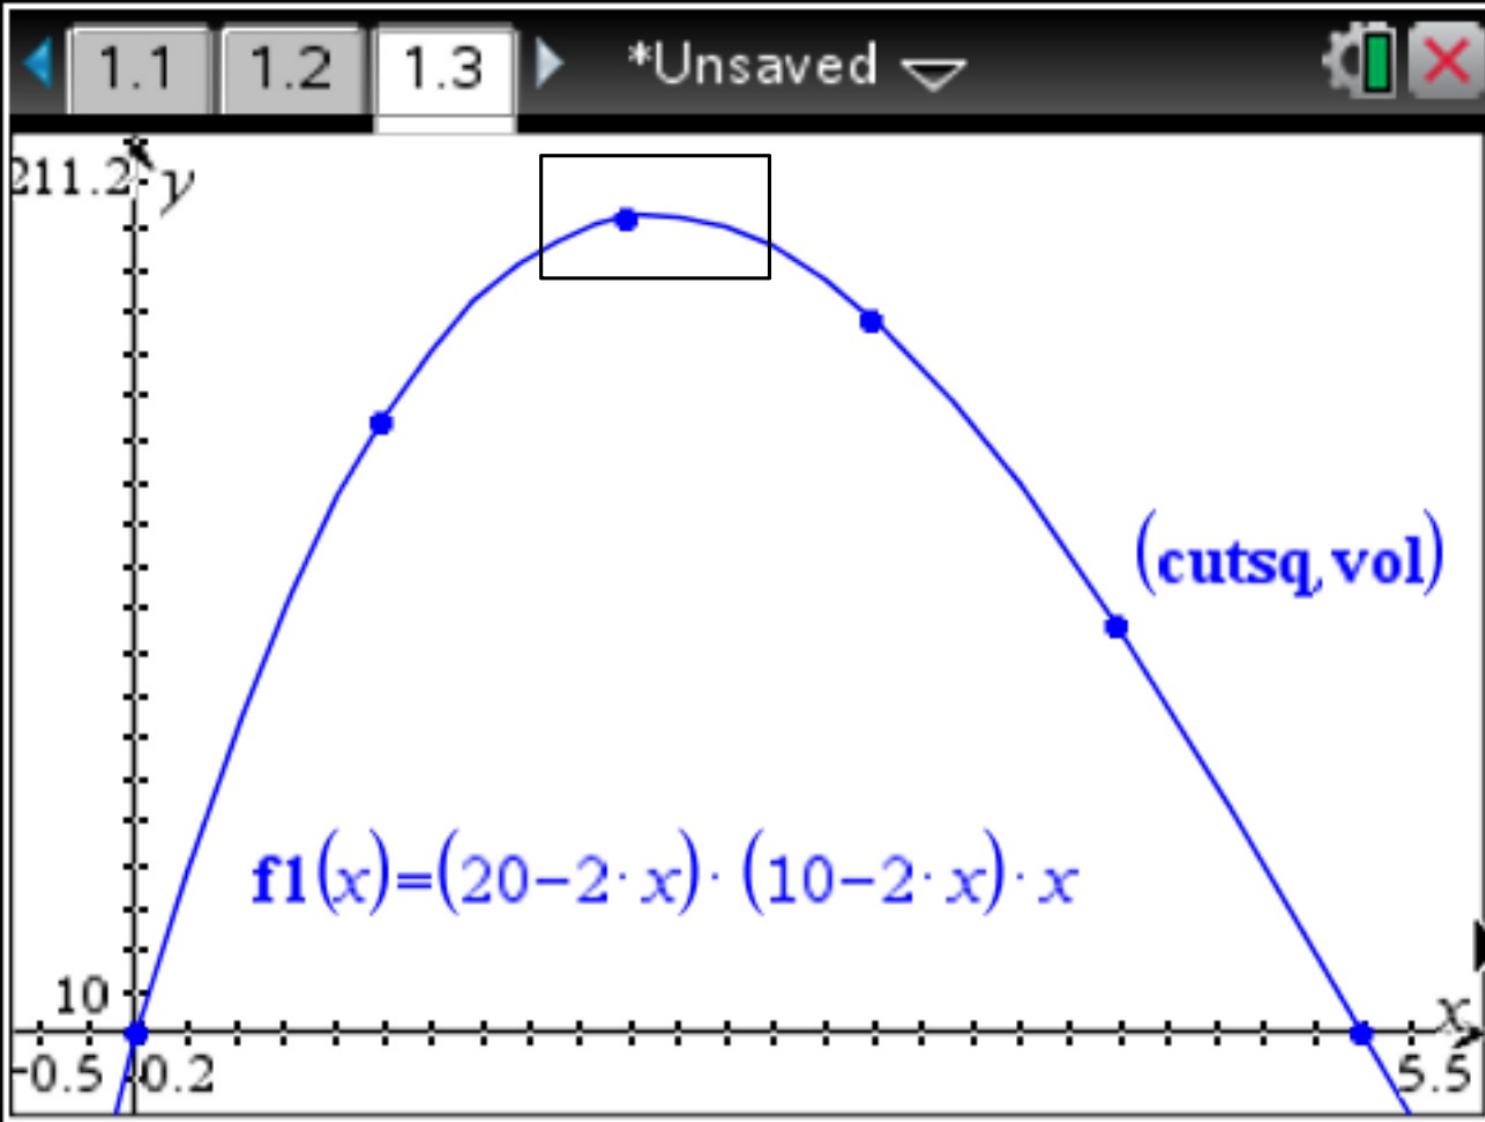 1.1 1.2 1.3 *Unsaved
211.2 y
(cutsq,vol)
f1(x)=(20−2·x)·(10−2·x)·x
10
x
-0.5 0.2 5.5